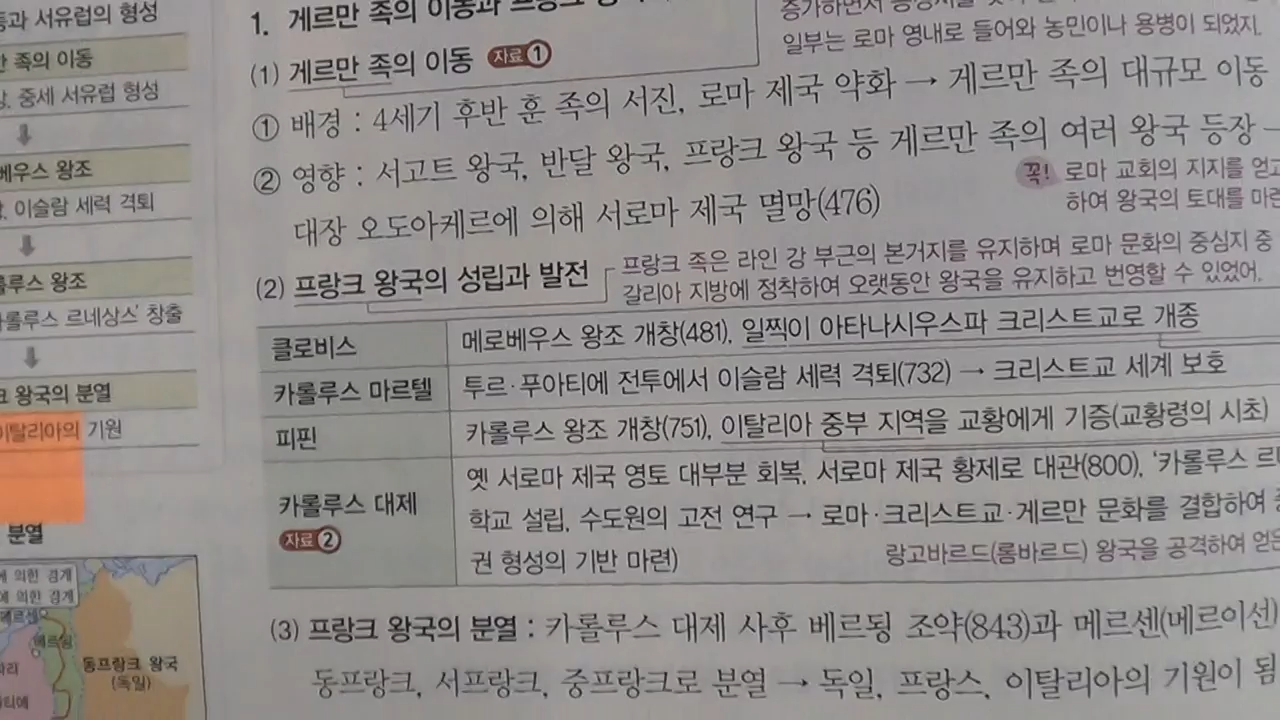 통과 서유럽의 형성
족의 이동
중세 서유럽 형성
베우스 왕조
이슬람 세력 격퇴
롤루스 왕조
카롤루스 르네상스' 창출
크 왕국의 분열
이탈리아의 기원
분열
에 의한 경계
에 의한 경계
메르센
베르됭
동프랑크 왕국
(독일)
1. 게르만 족의 이동과 프랑크
일부는 로마 영내로 들어와 농민이나 용병이 되었지.
(1) 게르만 족의 이동 자료 1
① 배경 : 4세기 후반 훈 족의 서진, 로마 제국 약화 → 게르만 족의 대규모 이동
② 영향 : 서고트 왕국, 반달 왕국, 프랑크 왕국 등 게르만 족의 여러 왕국 등장
꼭! 로마 교회의 지지를 얻고
하여 왕국의 토대를 마련
대장 오도아케르에 의해 서로마 제국 멸망(476)
(2) 프랑크 왕국의 성립과 발전
프랑크 족은 라인 강 부근의 본거지를 유지하며 로마 문화의 중심지 중
갈리아 지방에 정착하여 오랫동안 왕국을 유지하고 번영할 수 있었어.
클로비스 메로베우스 왕조 개창(481), 일찍이 아타나시우스파 크리스트교로 개종
카롤루스 마르텔 투르·푸아티에 전투에서 이슬람 세력 격퇴(732) → 크리스트교 세계 보호
피핀 카롤루스 왕조 개창(751), 이탈리아 중부 지역을 교황에게 기증(교황령의 시초)
카롤루스 대제 자료 2
옛 서로마 제국 영토 대부분 회복, 서로마 제국 황제로 대관(800), '카롤루스 르네
학교 설립, 수도원의 고전 연구 → 로마·크리스트교·게르만 문화를 결합하여
권 형성의 기반 마련)
랑고바르드(롬바르드) 왕국을 공격하여 얻은
(3) 프랑크 왕국의 분열 : 카롤루스 대제 사후 베르됭 조약(843)과 메르센(메르이선)
동프랑크, 서프랑크, 중프랑크로 분열 → 독일, 프랑스, 이탈리아의 기원이 됨